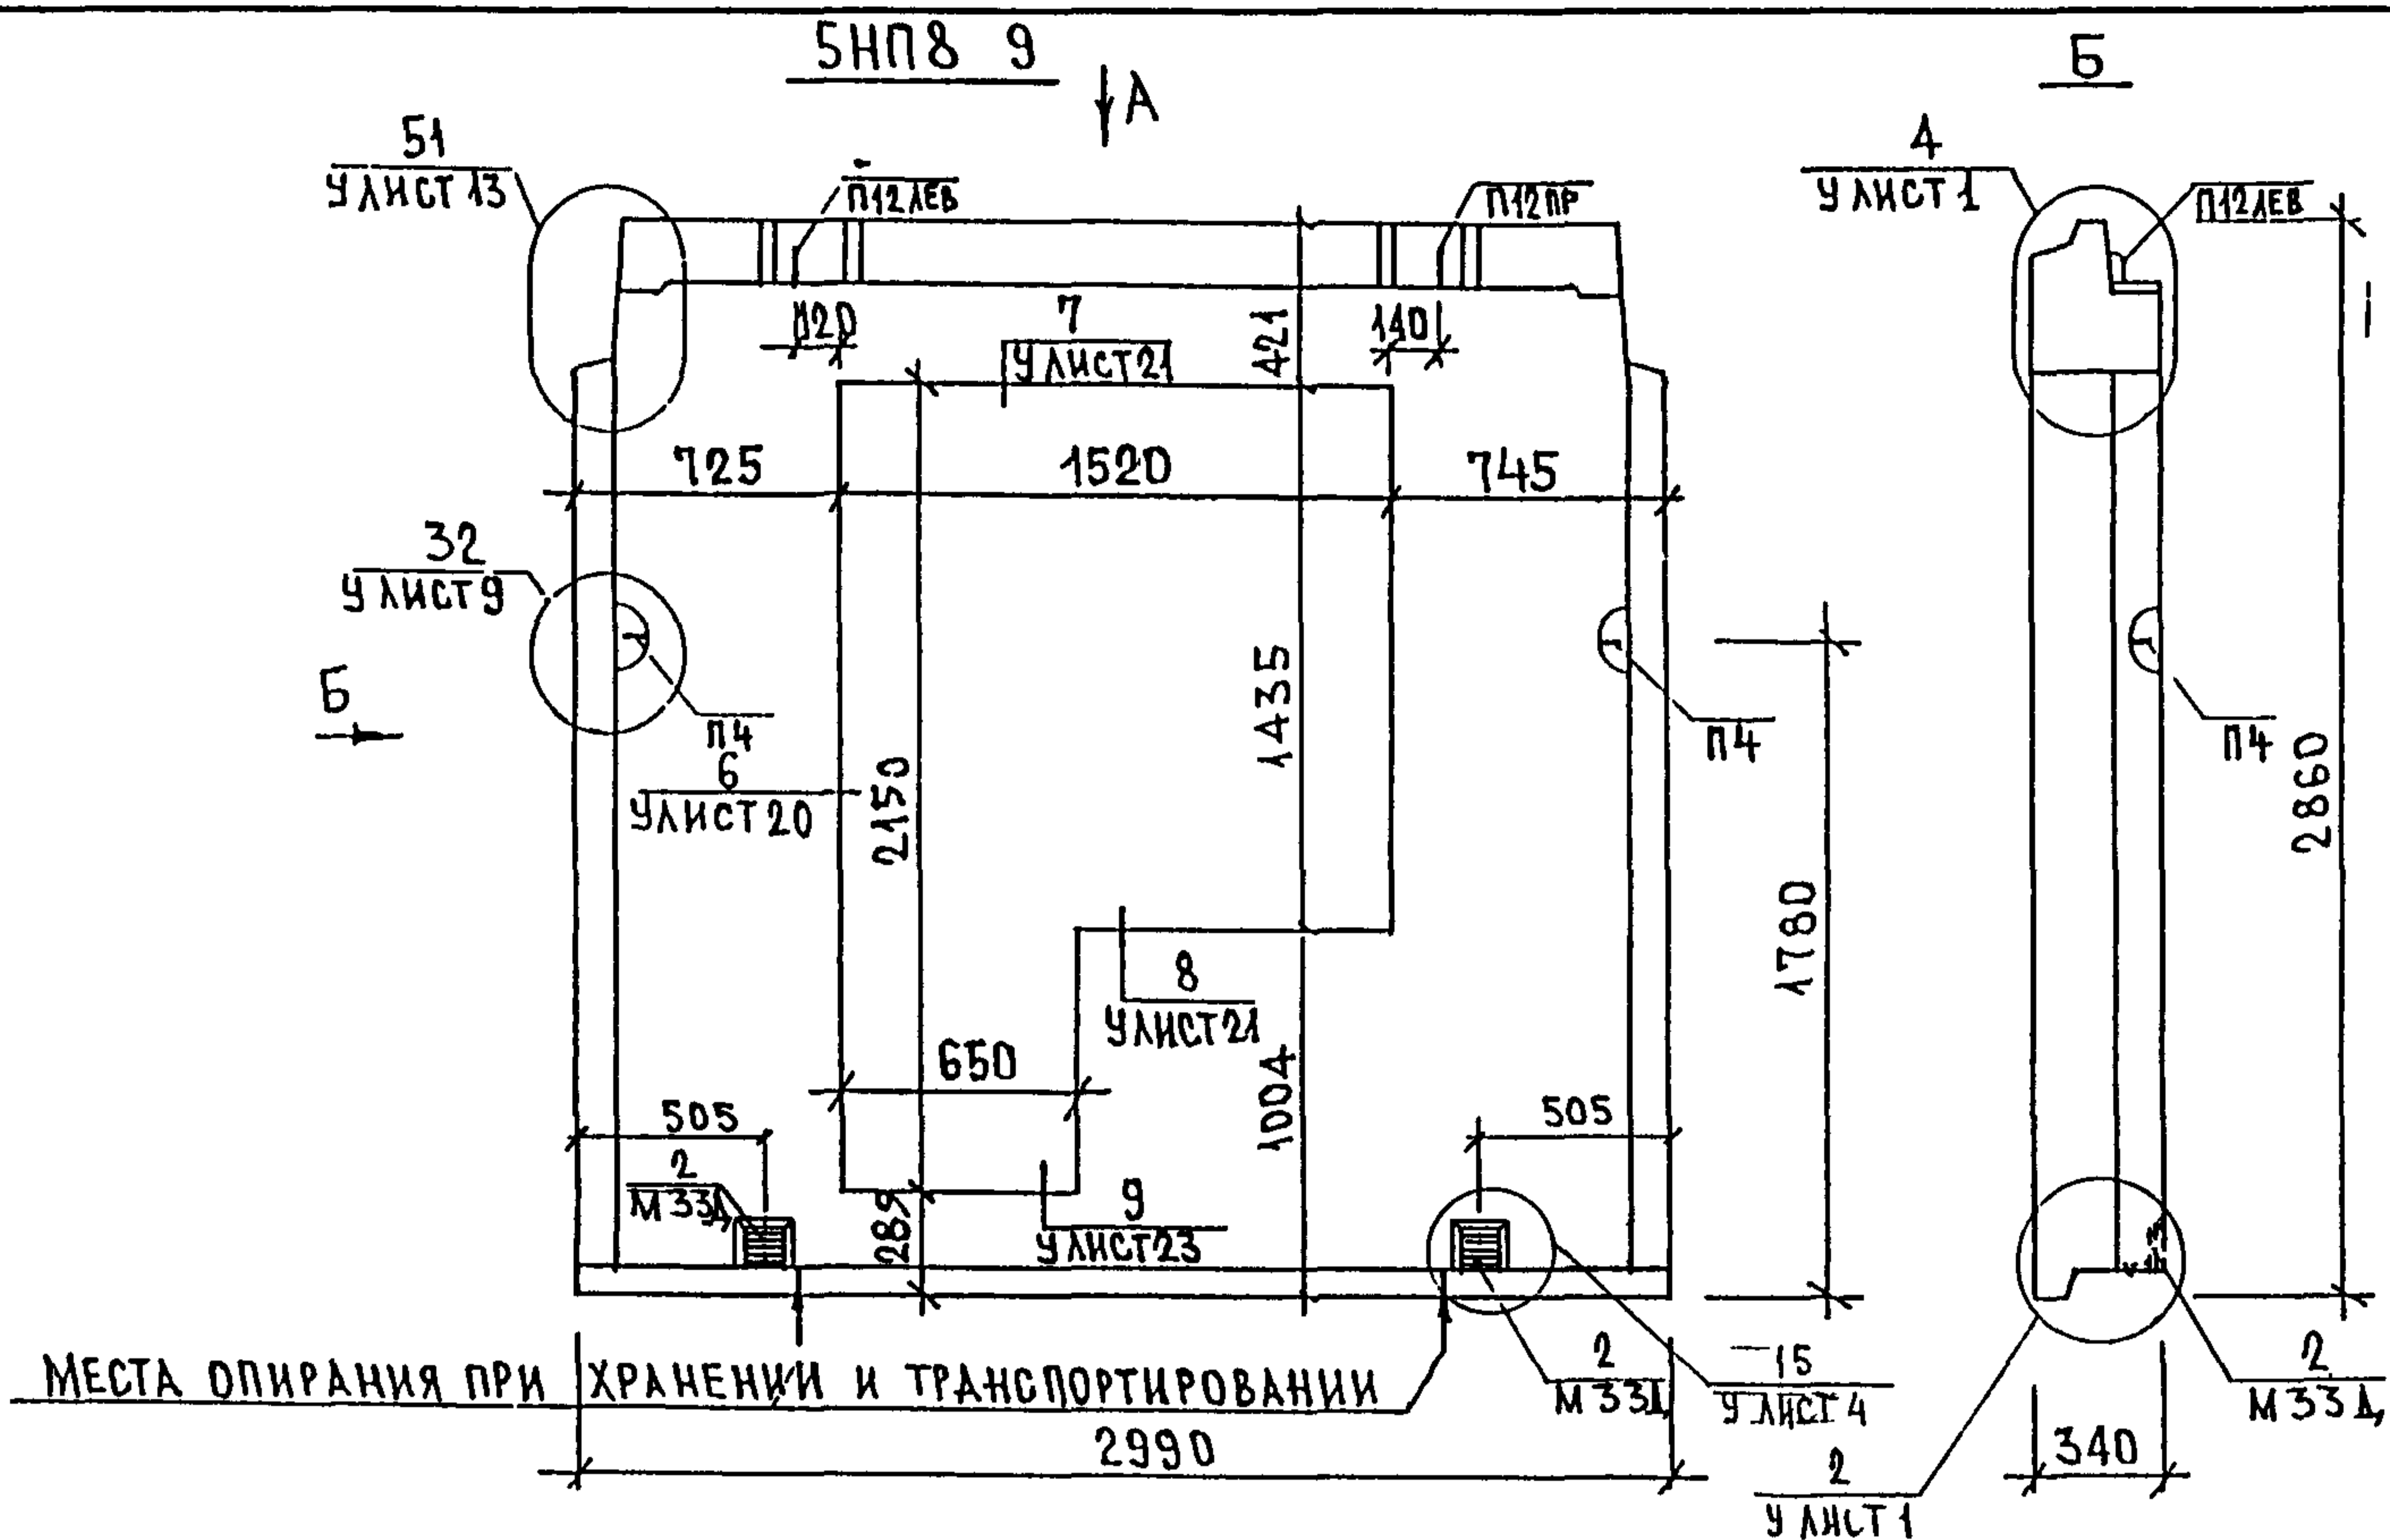 5НП8 9
А
Б
51
У ЛИСТ 13
П12ЛЕВ
П12ПР
4
У ЛИСТ 1
П12ЛЕВ
120
7
У ЛИСТ 21
421
140
725
1520
745
32
У ЛИСТ 9
Б
П4
6
У ЛИСТ 20
2150
1435
П4
1780
П4
2860
8
У ЛИСТ 21
650
1004
505
505
2
М33Д
289
9
У ЛИСТ 23
МЕСТА ОПИРАНИЯ ПРИ ХРАНЕНИИ И ТРАНСПОРТИРОВАНИИ
2
М33Д
15
У ЛИСТ 4
2
М33Д
2990
340
2
У ЛИСТ 1